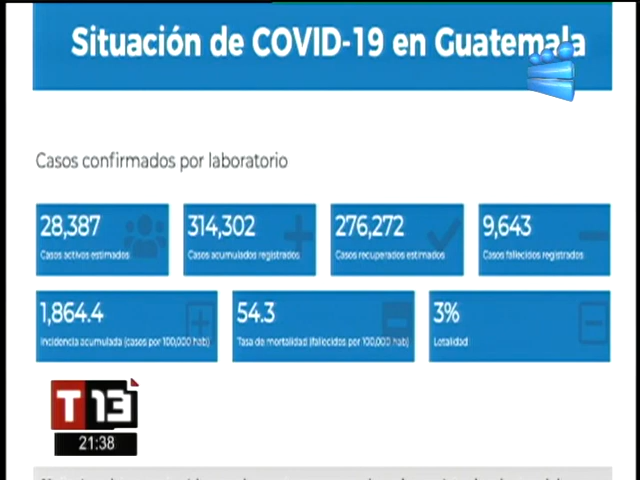 Situación de COVID-19 en Guatemala
Casos confirmados por laboratorio
28,387
Casos activos estimados
314,302
Casos acumulados registrados
276,272
Casos recuperados estimados
9,643
Casos fallecidos registrados
1,864.4
Incidencia acumulada (casos por 100,000 hab)
54.3
Tasa de mortalidad (fallecidos por 100,000 hab)
3%
Letalidad
T13
21:38